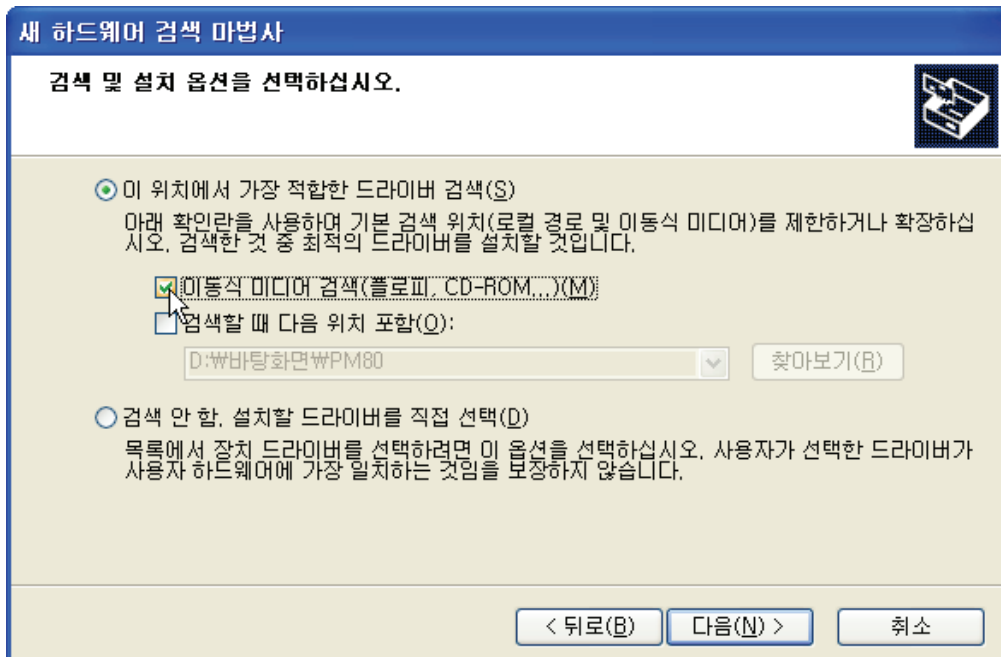 새 하드웨어 검색 마법사
검색 및 설치 옵션을 선택하십시오.
이 위치에서 가장 적합한 드라이버 검색(S)
아래 확인란을 사용하여 기본 검색 위치(로컬 경로 및 이동식 미디어)를 제한하거나 확장하십
시오. 검색한 것 중 최적의 드라이버를 설치할 것입니다.
이동식 미디어 검색(플로피, CD-ROM...)(M)
검색할 때 다음 위치 포함(O):
D:₩바탕화면₩PM80
찾아보기(R)
검색 안 함. 설치할 드라이버를 직접 선택(D)
목록에서 장치 드라이버를 선택하려면 이 옵션을 선택하십시오. 사용자가 선택한 드라이버가
사용자 하드웨어에 가장 일치하는 것임을 보장하지 않습니다.
< 뒤로(B)
다음(N) >
취소